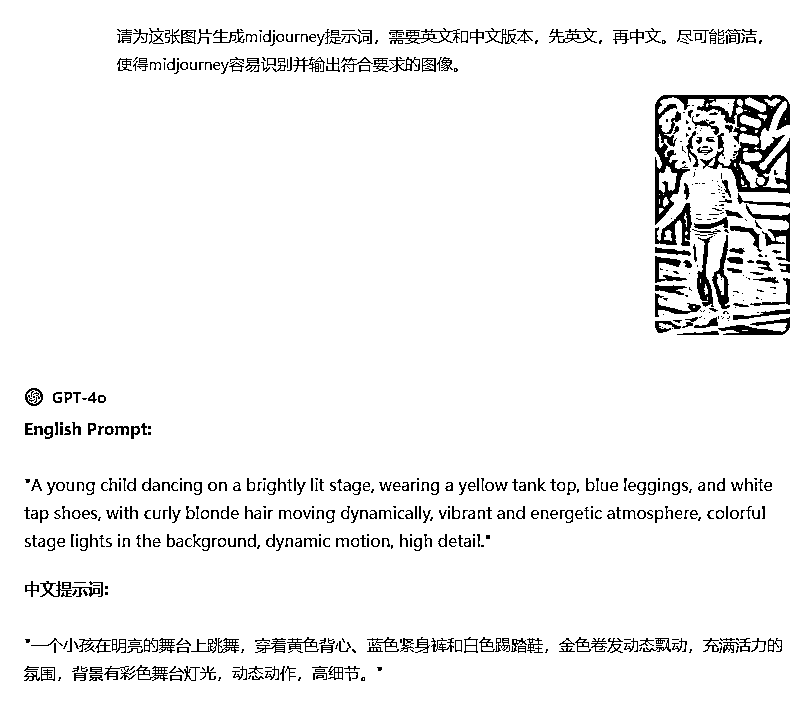 请为这张图片生成midjourney提示词，需要英文和中文版本，先英文，再中文。尽可能简洁，
使得midjourney容易识别并输出符合要求的图像。
GPT-4o
English Prompt:
"A young child dancing on a brightly lit stage, wearing a yellow tank top, blue leggings, and white
tap shoes, with curly blonde hair moving dynamically, vibrant and energetic atmosphere, colorful
stage lights in the background, dynamic motion, high detail."
中文提示词:
"一个小孩在明亮的舞台上跳舞，穿着黄色背心、蓝色紧身裤和白色踢踏鞋，金色卷发动态飘动，充满活力的
氛围，背景有彩色舞台灯光，动态动作，高细节。"